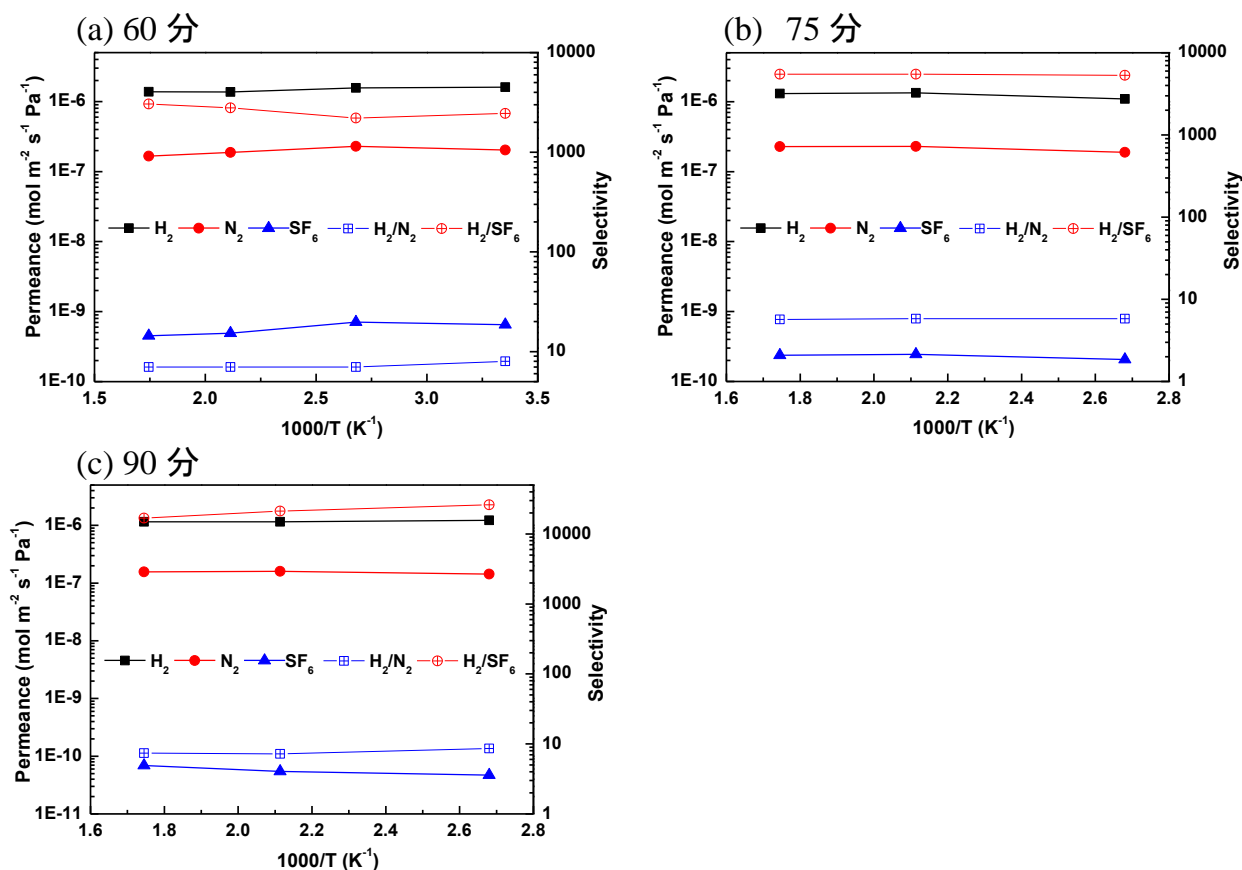 (a) 60 分
Permeance (mol m⁻² s⁻¹ Pa⁻¹)
1E-6
1E-7
1E-8
1E-9
1E-10
H₂ N₂ SF₆ H₂/N₂ H₂/SF₆
10000
1000
100
10
Selectivity
1.5 2.0 2.5 3.0 3.5
1000/T (K⁻¹)
(b) 75 分
Permeance (mol m⁻² s⁻¹ Pa⁻¹)
1E-6
1E-7
1E-8
1E-9
1E-10
H₂ N₂ SF₆ H₂/N₂ H₂/SF₆
10000
1000
100
10
1
Selectivity
1.6 1.8 2.0 2.2 2.4 2.6 2.8
1000/T (K⁻¹)
(c) 90 分
Permeance (mol m⁻² s⁻¹ Pa⁻¹)
1E-6
1E-7
1E-8
1E-9
1E-10
1E-11
H₂ N₂ SF₆ H₂/N₂ H₂/SF₆
10000
1000
100
10
1
Selectivity
1.6 1.8 2.0 2.2 2.4 2.6 2.8
1000/T (K⁻¹)